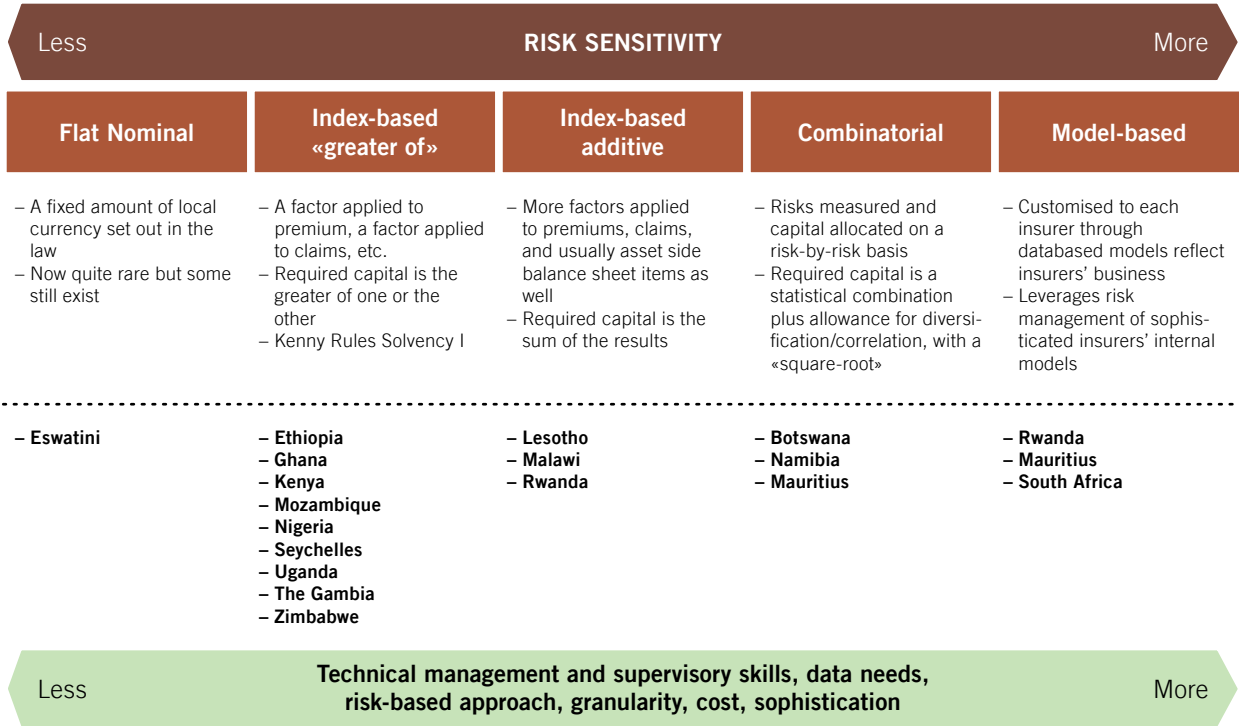 Less RISK SENSITIVITY More
Flat Nominal
Index-based
«greater of»
Index-based
additive
Combinatorial
Model-based
– A fixed amount of local
currency set out in the
law
– Now quite rare but some
still exist
– A factor applied to
premium, a factor applied
to claims, etc.
– Required capital is the
greater of one or the
other
– Kenny Rules Solvency I
– More factors applied
to premiums, claims,
and usually asset side
balance sheet items as
well
– Required capital is the
sum of the results
– Risks measured and
capital allocated on a
risk-by-risk basis
– Required capital is a
statistical combination
plus allowance for diversi-
fication/correlation, with a
«square-root»
– Customised to each
insurer through
databased models reflect
insurers’ business
– Leverages risk
management of sophis-
ticated insurers’ internal
models
– Eswatini
– Ethiopia
– Ghana
– Kenya
– Mozambique
– Nigeria
– Seychelles
– Uganda
– The Gambia
– Zimbabwe
– Lesotho
– Malawi
– Rwanda
– Botswana
– Namibia
– Mauritius
– Rwanda
– Mauritius
– South Africa
Less
Technical management and supervisory skills, data needs,
risk-based approach, granularity, cost, sophistication
More